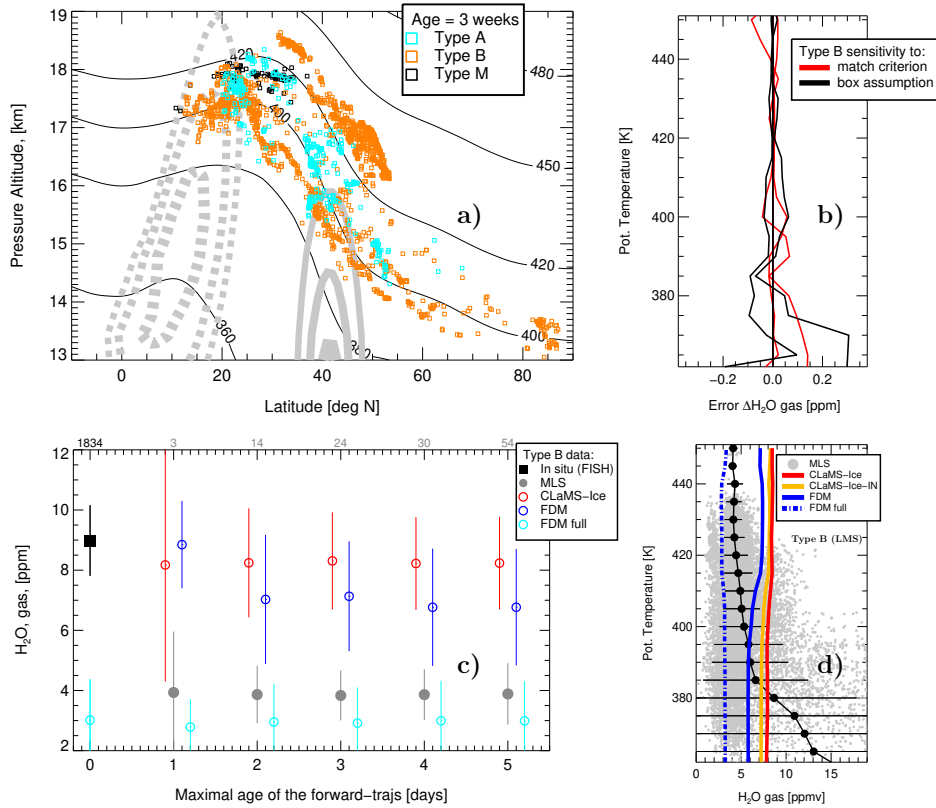 19
18
17
16
15
14
13
Pressure Altitude, [km]
0
20
40
60
80
Latitude [deg N]
Age = 3 weeks
Type A
Type B
Type M
420
400
480
450
420
400
380
360
a)
440
420
400
380
Pot. Temperature [K]
-0.2
0.0
0.2
Error ΔH₂O gas [ppm]
Type B sensitivity to:
match criterion
box assumption
b)
1834
3
14
24
30
54
12
10
8
6
4
2
H₂O, gas, [ppm]
0
1
2
3
4
5
Maximal age of the forward-trajs [days]
Type B data:
In situ (FISH)
MLS
CLaMS-Ice
FDM
FDM full
c)
440
420
400
380
Pot. Temperature [K]
0
5
10
15
H₂O gas [ppmv]
MLS
CLaMS-Ice
CLaMS-Ice-IN
FDM
FDM full
Type B (LMS)
d)